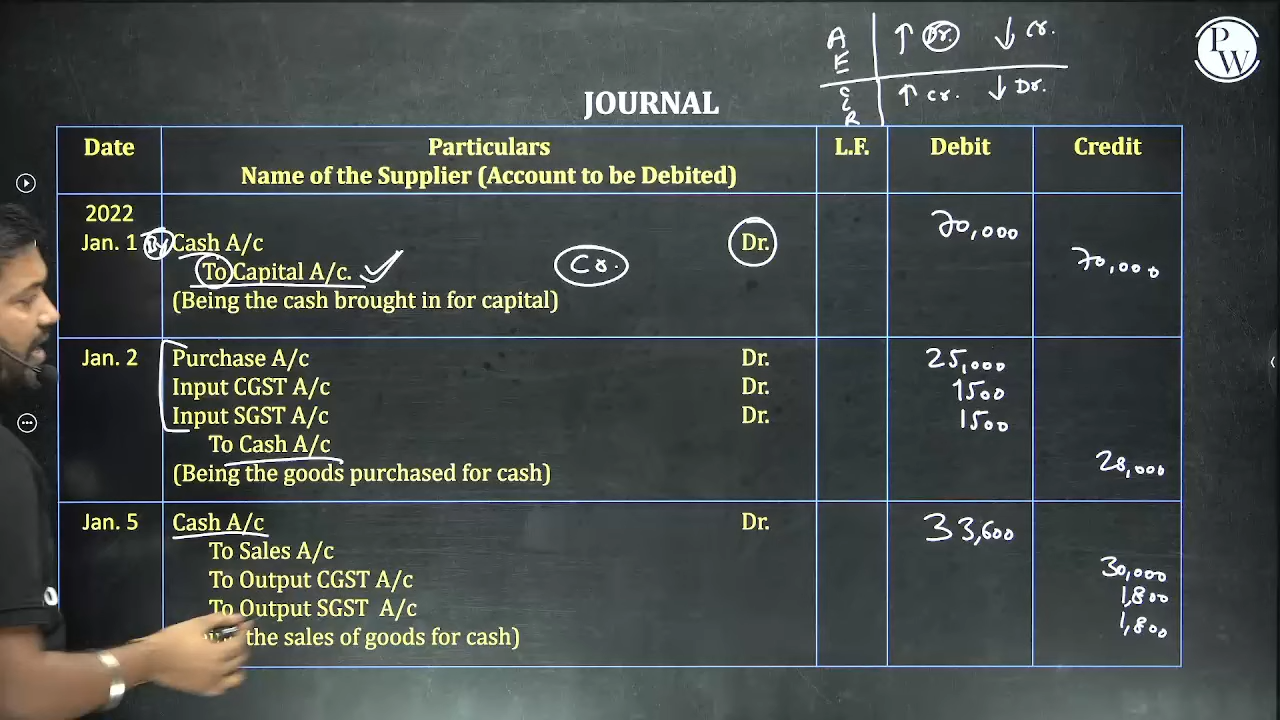 A ↑ Dr. ↓ Cr.
E
C ↑ Cr. ↓ Dr.
L
R
PW
JOURNAL
Date Particulars L.F. Debit Credit
Name of the Supplier (Account to be Debited)
2022
Jan. 1 By Cash A/c Dr. 70,000
To Capital A/c. Cr. 70,000
(Being the cash brought in for capital)
Jan. 2 Purchase A/c Dr. 25,000
Input CGST A/c Dr. 1500
Input SGST A/c Dr. 1500
To Cash A/c
28,000
(Being the goods purchased for cash)
Jan. 5 Cash A/c Dr. 33,600
To Sales A/c 30,000
To Output CGST A/c 1,800
To Output SGST A/c 1,800
the sales of goods for cash)